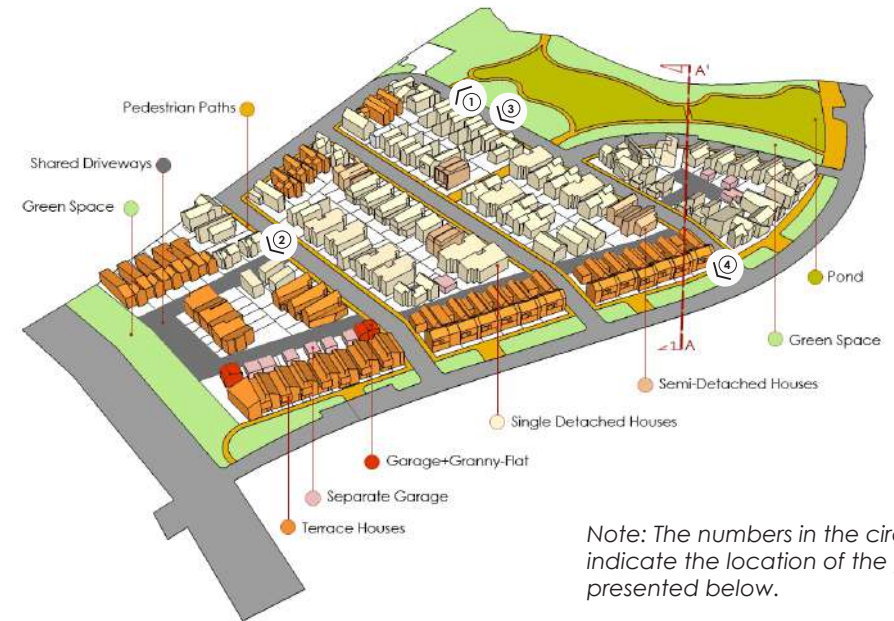 A'
1
3
Pedestrian Paths
Shared Driveways
Green Space
2
4
Pond
A
Green Space
Semi-Detached Houses
Single Detached Houses
Garage+Granny-Flat
Separate Garage
Terrace Houses
Note: The numbers in the
indicate the location of the
presented below.